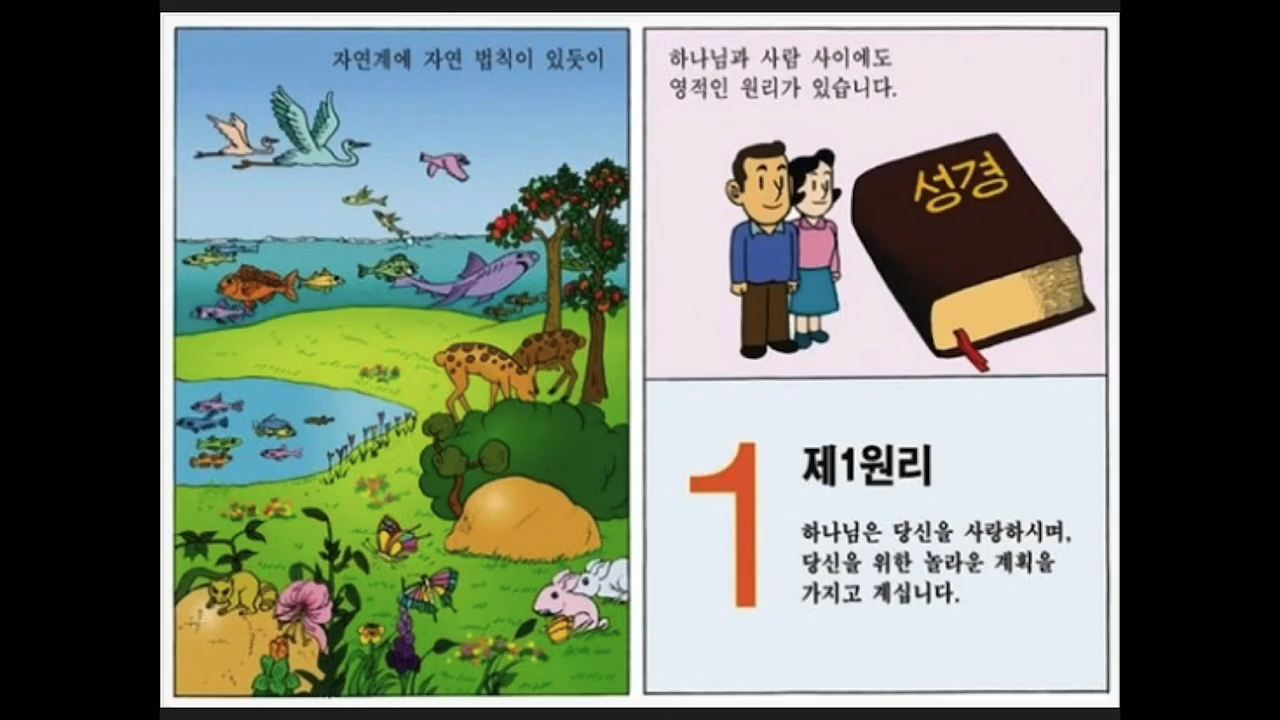 자연계에 자연 법칙이 있듯이
하나님과 사람 사이에도
영적인 원리가 있습니다.
성경
1
제1원리
하나님은 당신을 사랑하시며,
당신을 위한 놀라운 계획을
가지고 계십니다.